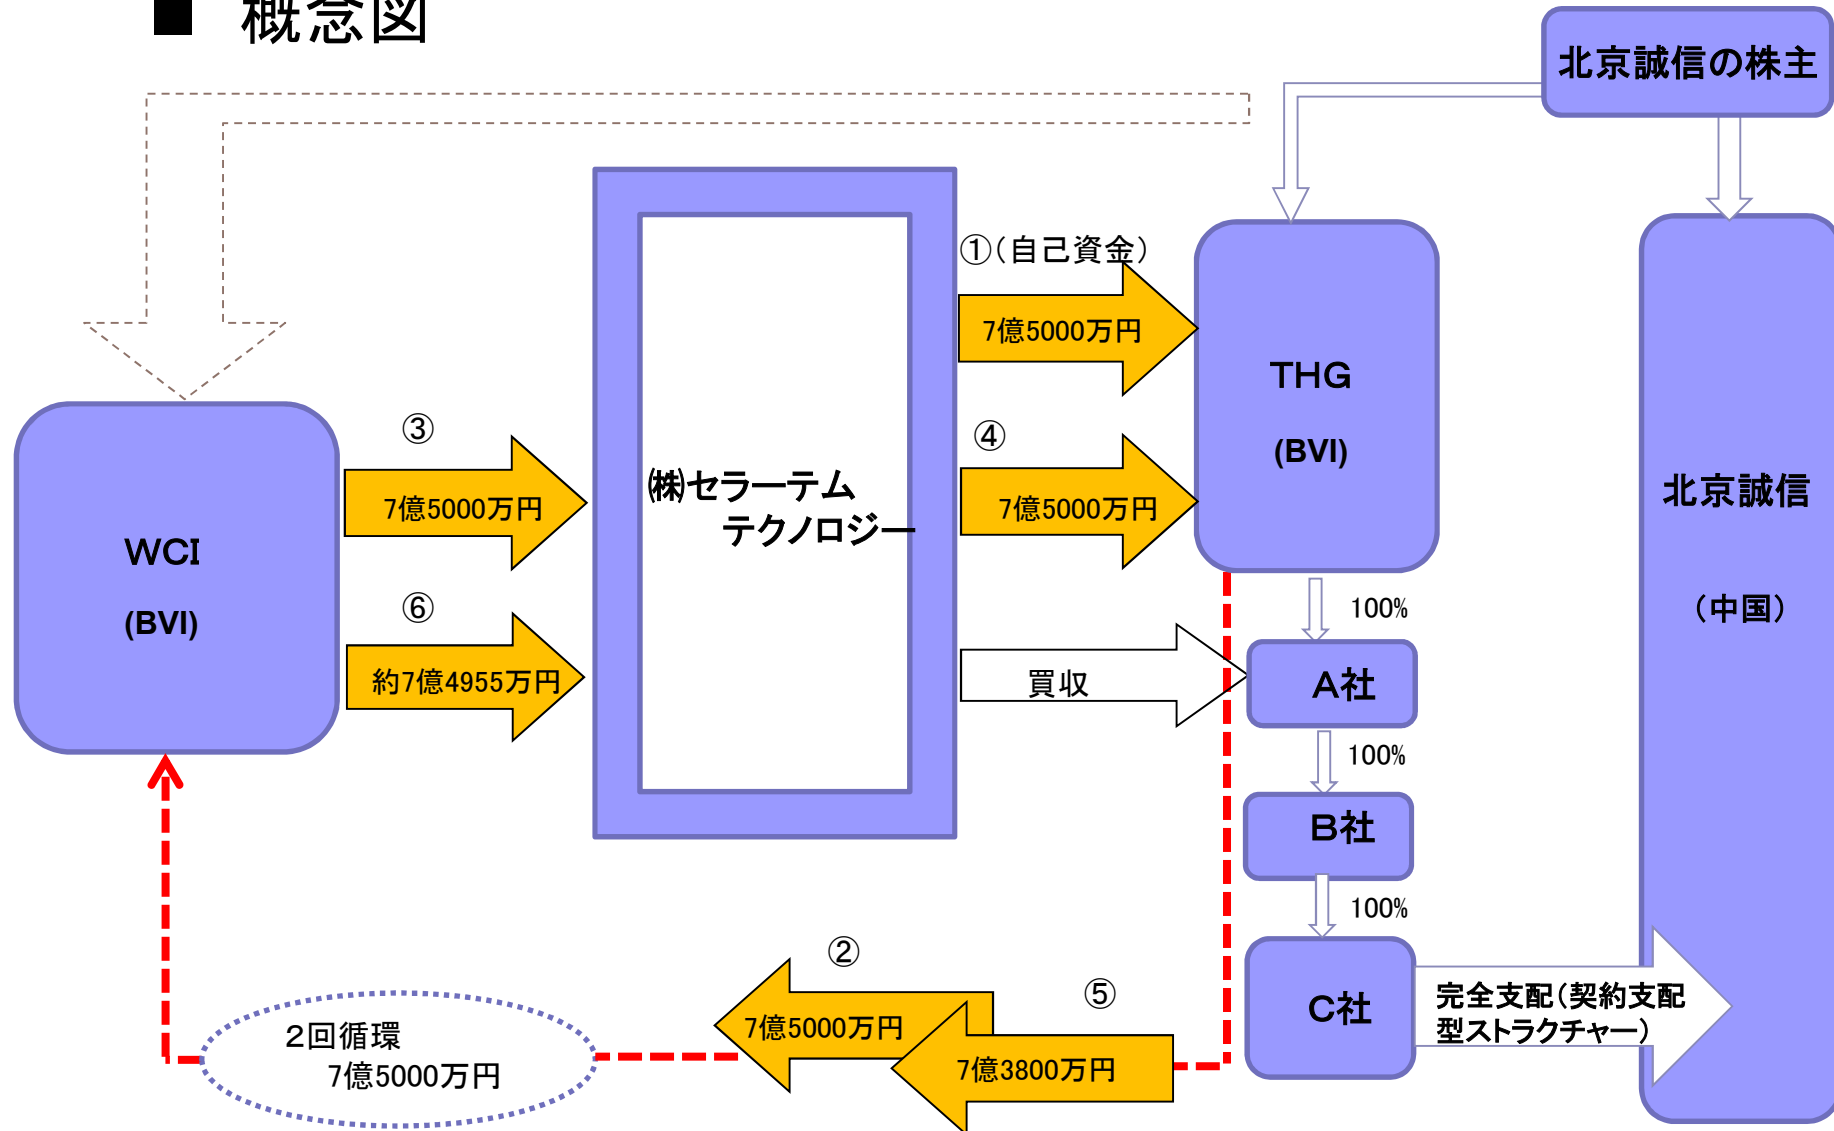 ■ 概念図
北京誠信の株主
①(自己資金)
7億5000万円
THG
(BVI)
③
7億5000万円
④
7億5000万円
㈱セラーテム
テクノロジー
北京誠信
(中国)
WCI
(BVI)
⑥
約7億4955万円
買収
100%
A社
100%
B社
100%
②
7億5000万円
⑤
7億3800万円
C社
完全支配(契約支配
型ストラクチャー)
2回循環
7億5000万円